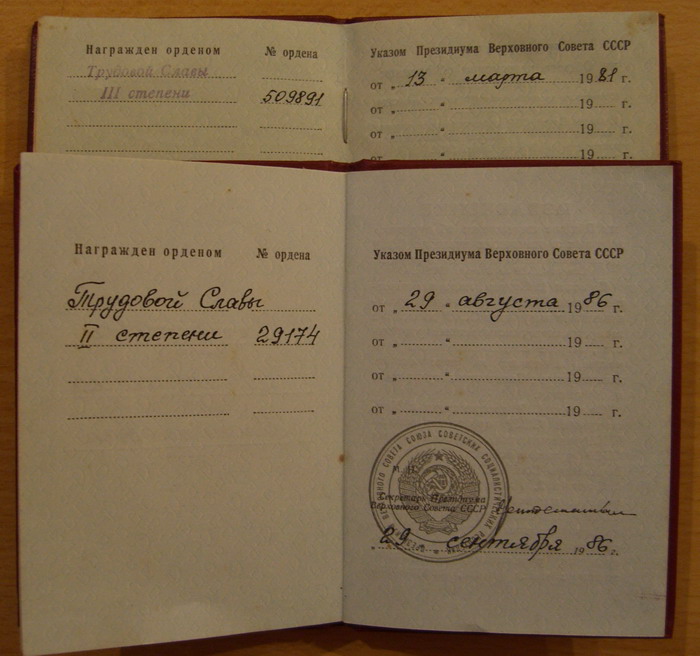 Награжден орденом № ордена
Трудовой Славы
III степени 509891
Указом Президиума Верховного Совета СССР
от „ 13 “ марта 1981 г.
от „ “ 19 г.
от „ “ 19 г.
от „ “ 19 г.
Награжден орденом № ордена
Трудовой Славы
II степени 29174
Указом Президиума Верховного Совета СССР
от „ 29 “ августа 1986 г.
от „ “ 19 г.
от „ “ 19 г.
от „ “ 19 г.
М. П.
Секретарь Президиума
Верховного Совета СССР
„ 29 “ сентября 1986 г.